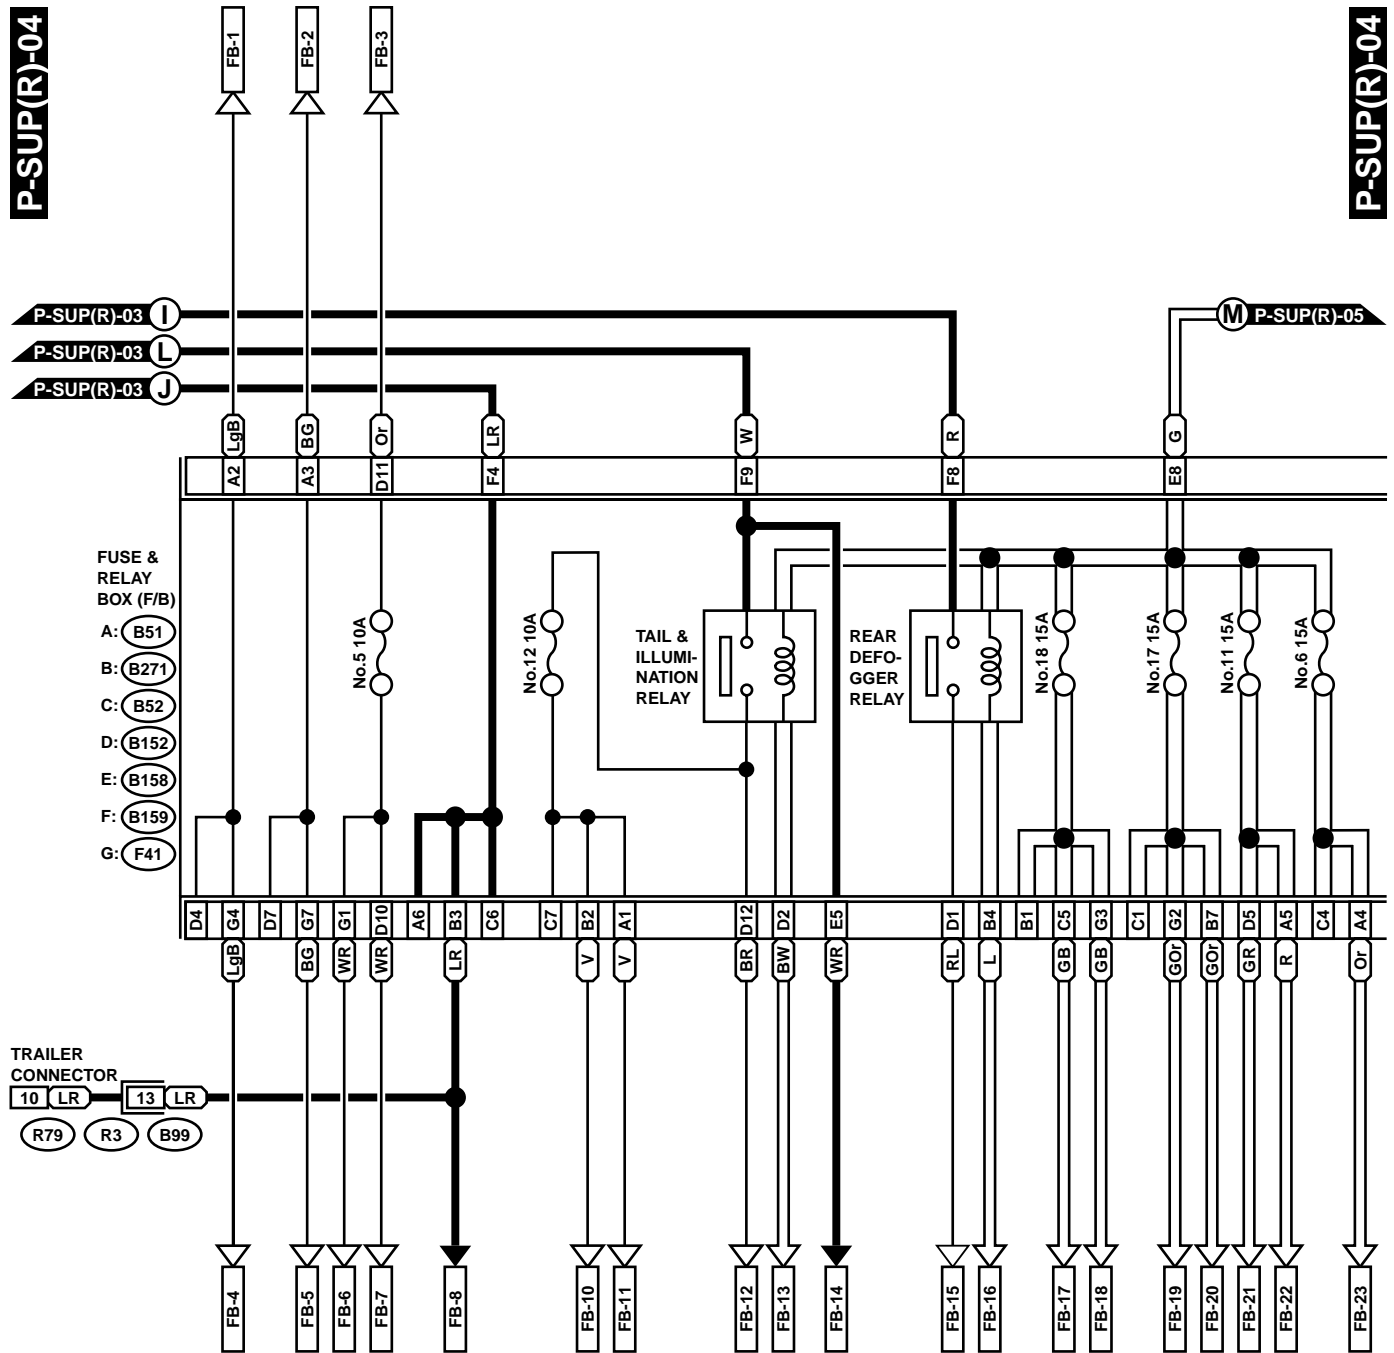 P-SUP(R)-04
P-SUP(R)-04
FB-1
FB-2
FB-3
P-SUP(R)-03 I
M P-SUP(R)-05
P-SUP(R)-03 L
P-SUP(R)-03 J
LgB
BG
Or
LR
W
R
G
A2
A3
D11
F4
F9
F8
E8
FUSE &
RELAY
BOX (F/B)
A: B51
B: B271
C: B52
D: B152
E: B158
F: B159
G: F41
No.5 10A
No.12 10A
TAIL &
ILLUMI-
NATION
RELAY
REAR
DEFO-
GGER
RELAY
No.18 15A
No.17 15A
No.11 15A
No.6 15A
D4
G4
D7
G7
G1
D10
A6
B3
C6
C7
B2
A1
D12
D2
E5
D1
B4
B1
C5
G3
C1
G2
B7
D5
A5
C4
A4
LgB
BG
WR
WR
LR
V
V
BR
BW
WR
RL
L
GB
GB
GOr
GOr
GR
R
Or
TRAILER
CONNECTOR
10 LR 13 LR
R79 R3 B99
FB-4
FB-5
FB-6
FB-7
FB-8
FB-10
FB-11
FB-12
FB-13
FB-14
FB-15
FB-16
FB-17
FB-18
FB-19
FB-20
FB-21
FB-22
FB-23